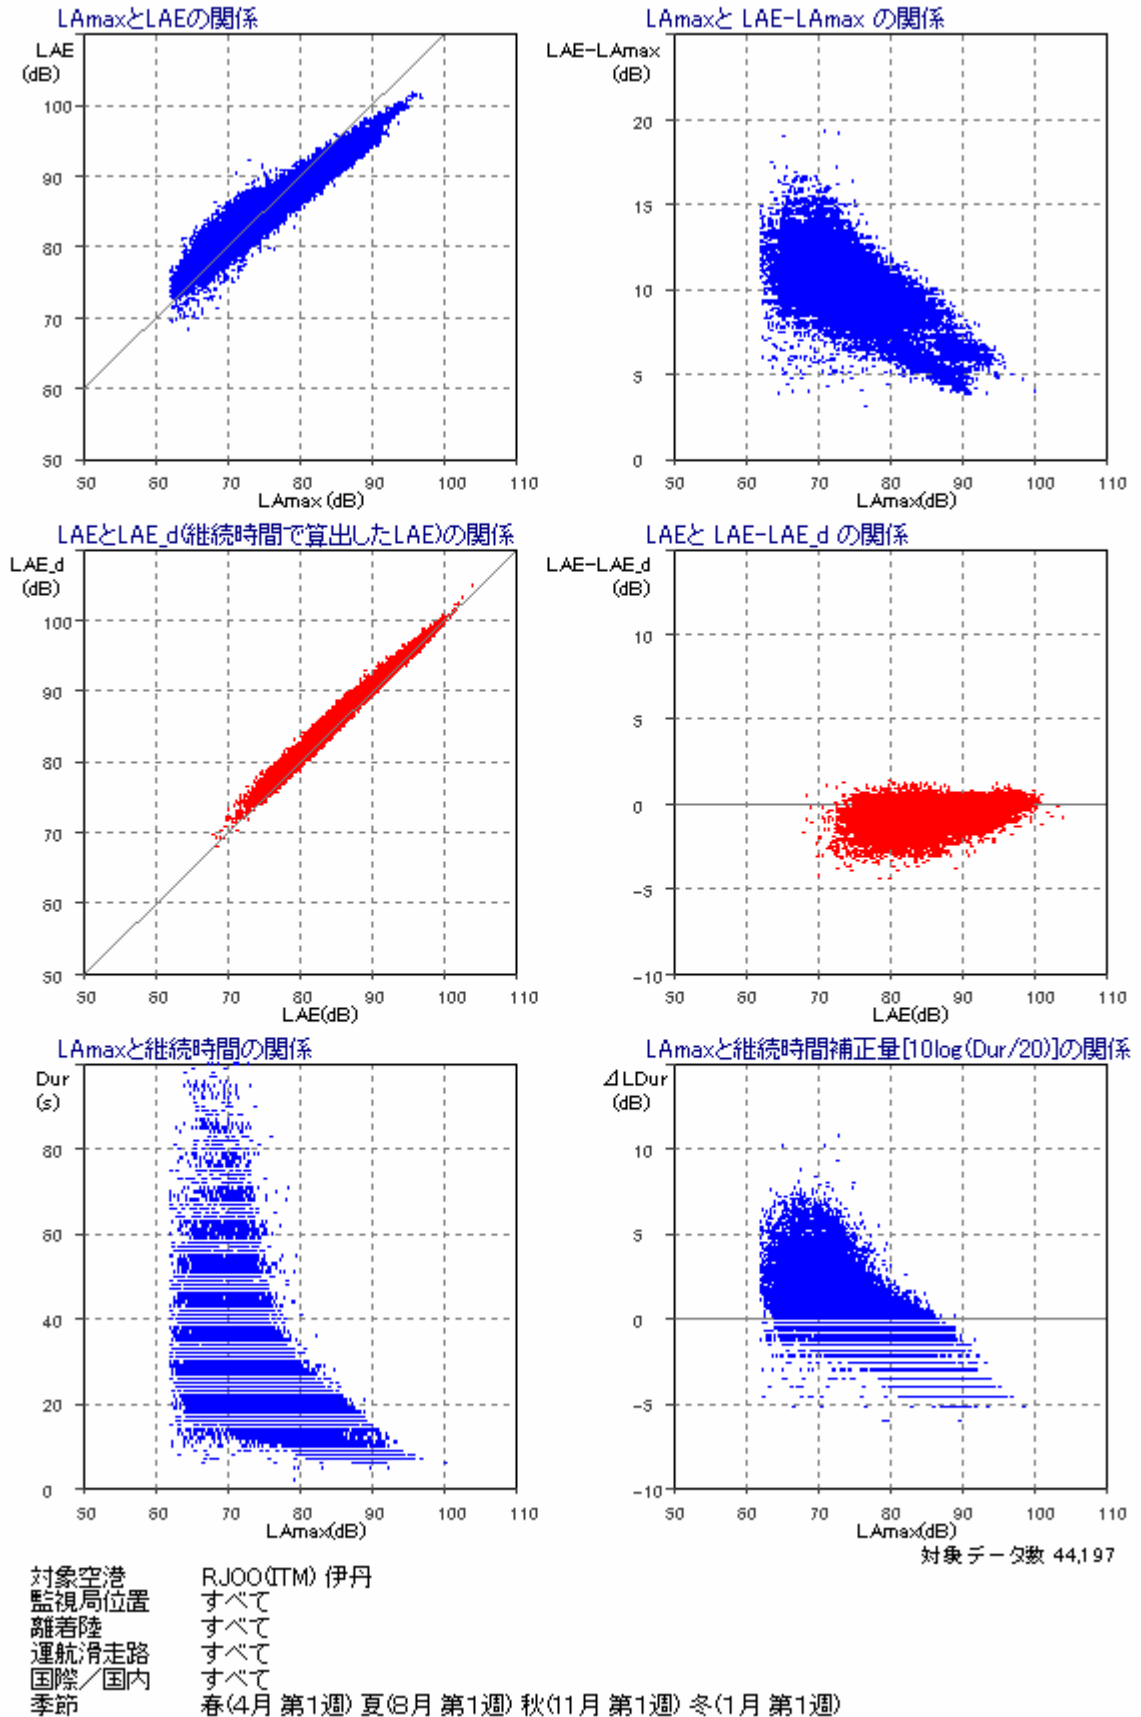 LAmaxとLAEの関係
LAE
(dB)
100
90
80
70
60
50
50 60 70 80 90 100 110
LAmax (dB)
LAmaxと LAE-LAmax の関係
LAE-LAmax
(dB)
20
15
10
5
0
50 60 70 80 90 100 110
LAmax(dB)
LAEとLAE_d(継続時間で算出したLAE)の関係
LAE_d
(dB)
100
90
80
70
60
50
50 60 70 80 90 100 110
LAE(dB)
LAEと LAE-LAE_d の関係
LAE-LAE_d
(dB)
10
5
0
-5
-10
50 60 70 80 90 100 110
LAE(dB)
LAmaxと継続時間の関係
Dur
(s)
80
60
40
20
0
50 60 70 80 90 100 110
LAmax(dB)
LAmaxと継続時間補正量[10log(Dur/20)]の関係
⊿LDur
(dB)
10
5
0
-5
-10
50 60 70 80 90 100 110
LAmax(dB)
対象データ数 44,197
対象空港 RJOO(ITM) 伊丹
監視局位置 すべて
離着陸 すべて
運航滑走路 すべて
国際／国内 すべて
季節 春(4月 第1週) 夏(8月 第1週) 秋(11月 第1週) 冬(1月 第1週)